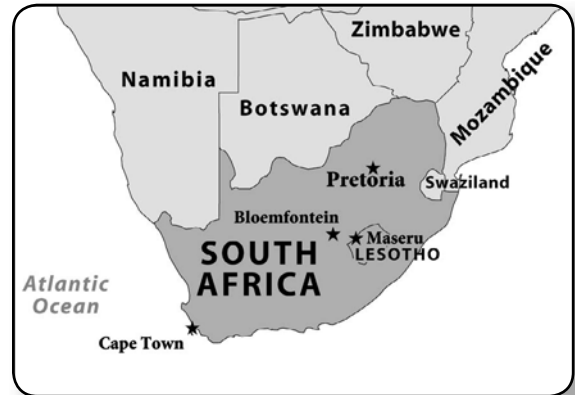 Zimbabwe
Namibia
Botswana
Mozambique
Pretoria
Swaziland
Bloemfontein
Maseru
LESOTHO
SOUTH
AFRICA
Atlantic
Ocean
Cape Town